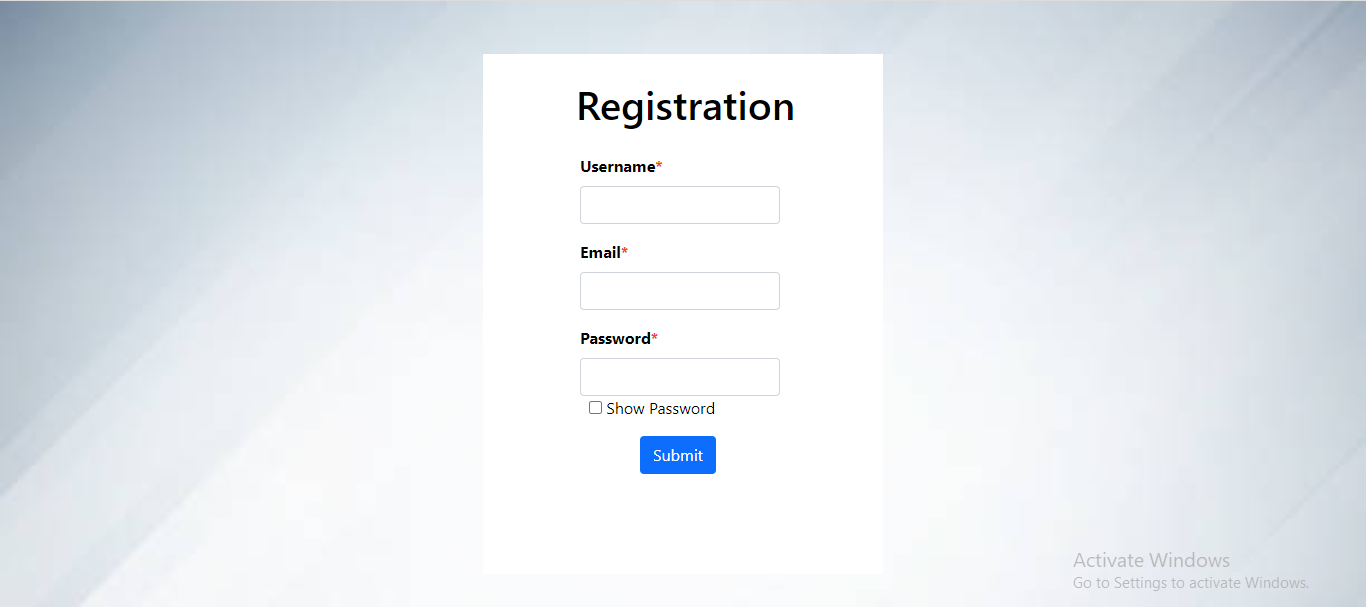 Registration
Username*
Email*
Password*
Show Password
Submit
Activate Windows
Go to Settings to activate Windows.